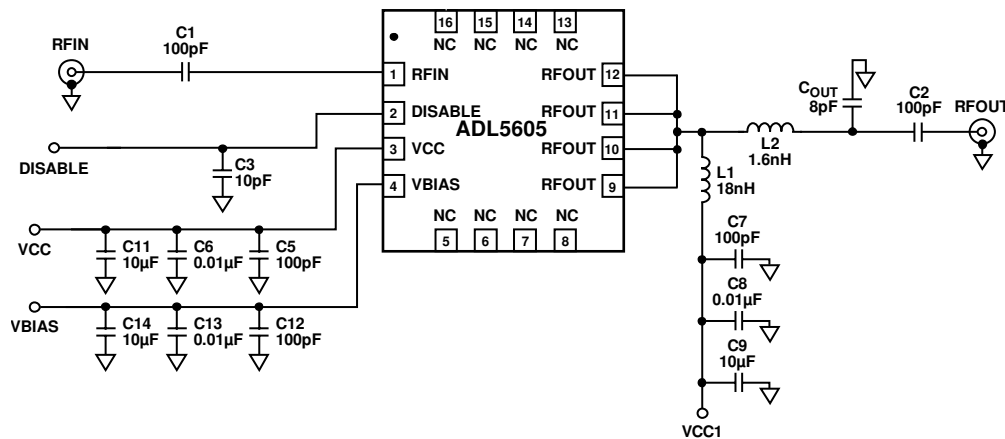 16 15 14 13
NC NC NC NC
RFIN
C1
100pF
1 RFIN
2 DISABLE
ADL5605
3 VCC
4 VBIAS
RFOUT 12
RFOUT 11
RFOUT 10
RFOUT 9
NC NC NC NC
5 6 7 8
DISABLE
C3
10pF
VCC
C11
10µF
C6
0.01µF
C5
100pF
VBIAS
C14
10µF
C13
0.01µF
C12
100pF
L2
1.6nH
COUT
8pF
C2
100pF
RFOUT
L1
18nH
C7
100pF
C8
0.01µF
C9
10µF
VCC1